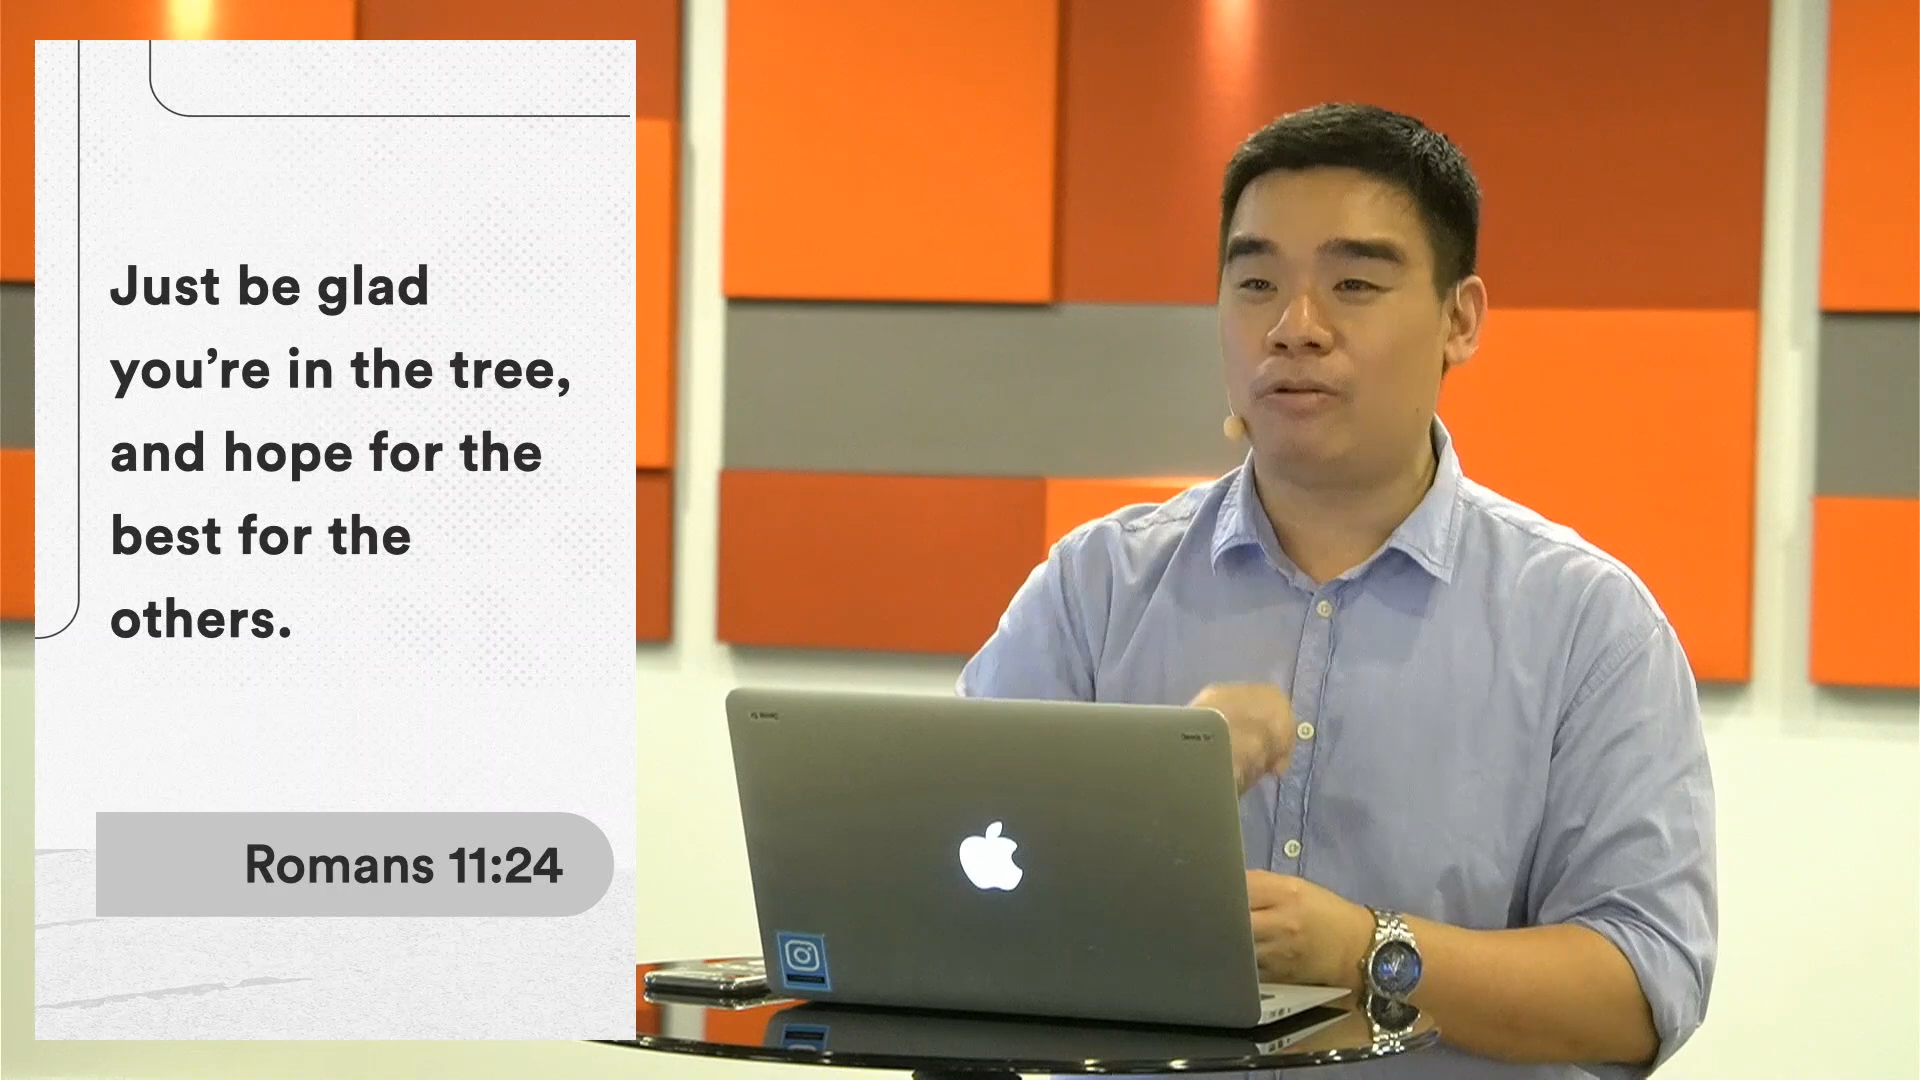 Just be glad
you’re in the tree,
and hope for the
best for the
others.
Romans 11:24